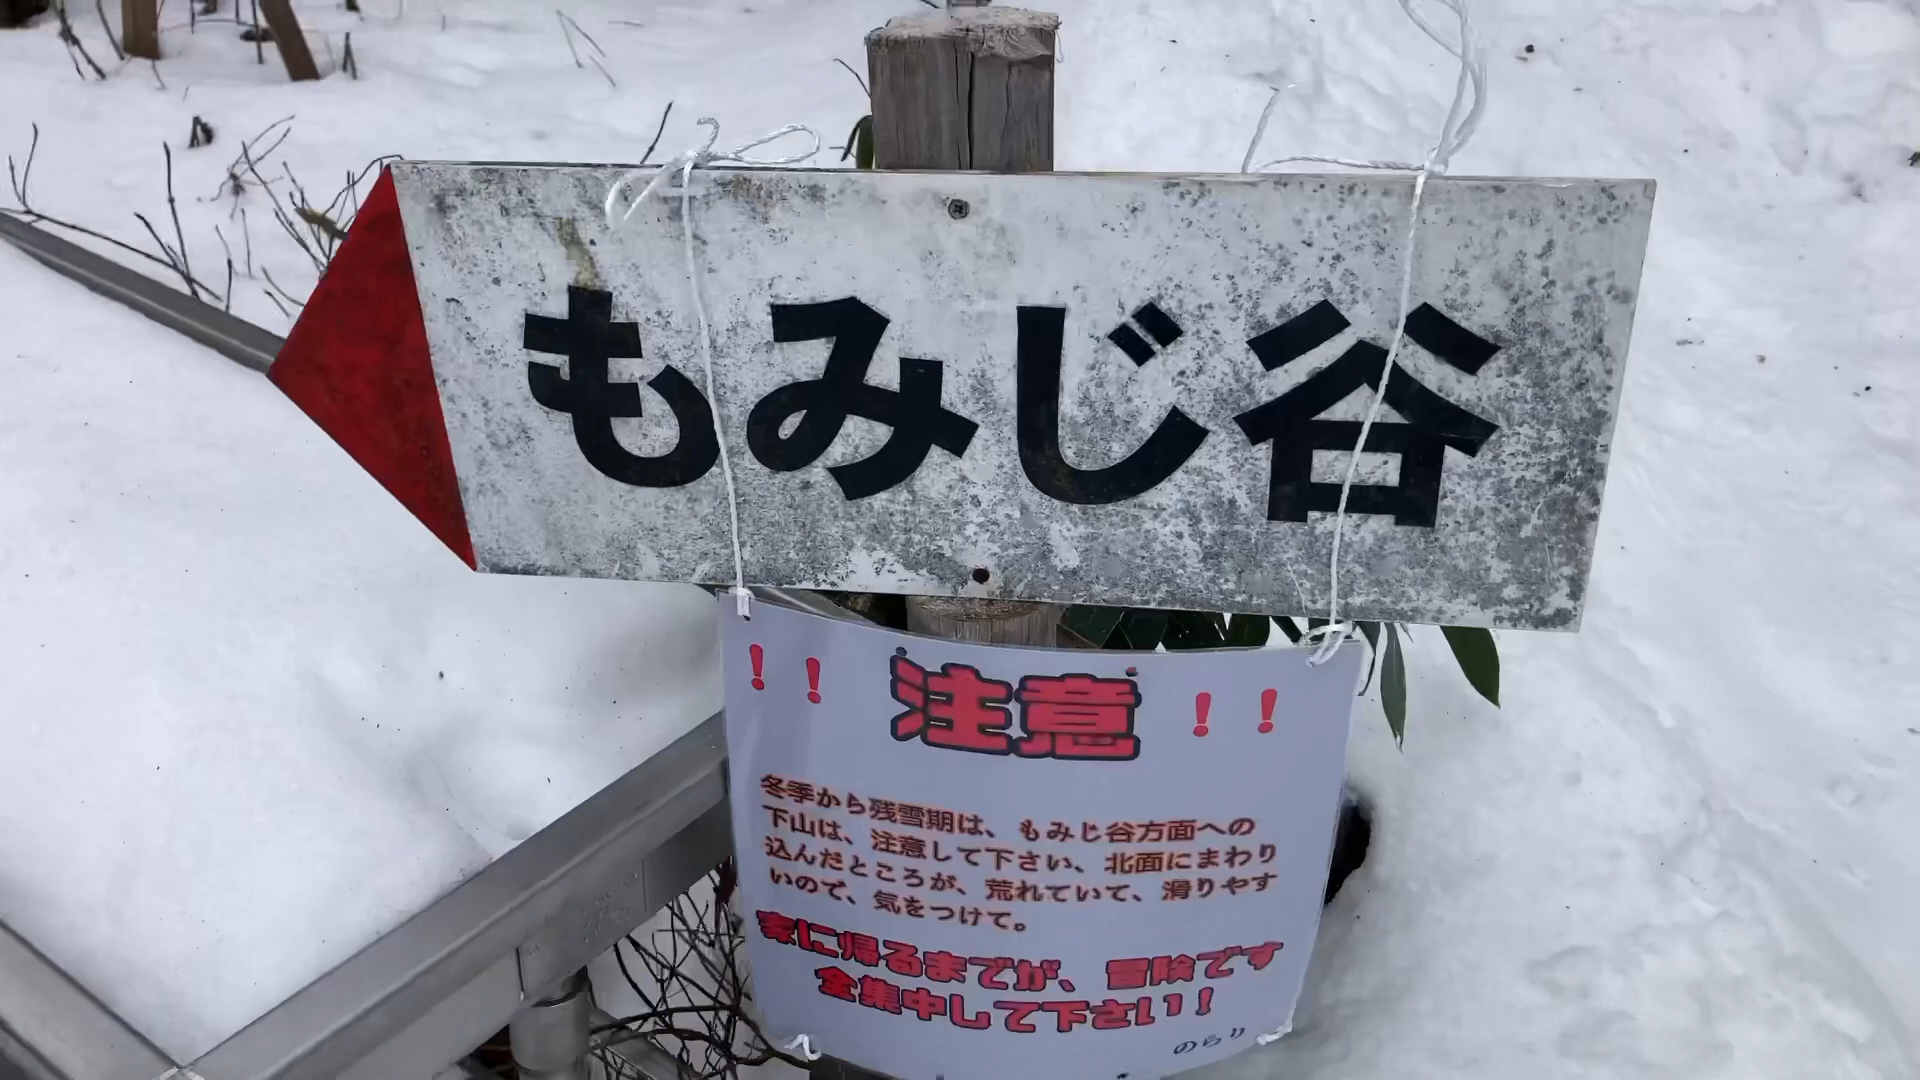 もみじ谷
!! 注意 !!
冬季から残雪期は、もみじ谷方面への
下山は、注意して下さい、北面にまわり
込んだところが、荒れていて、滑りやす
いので、気をつけて。
家に帰るまでが、冒険です
全集中して下さい!
のらり